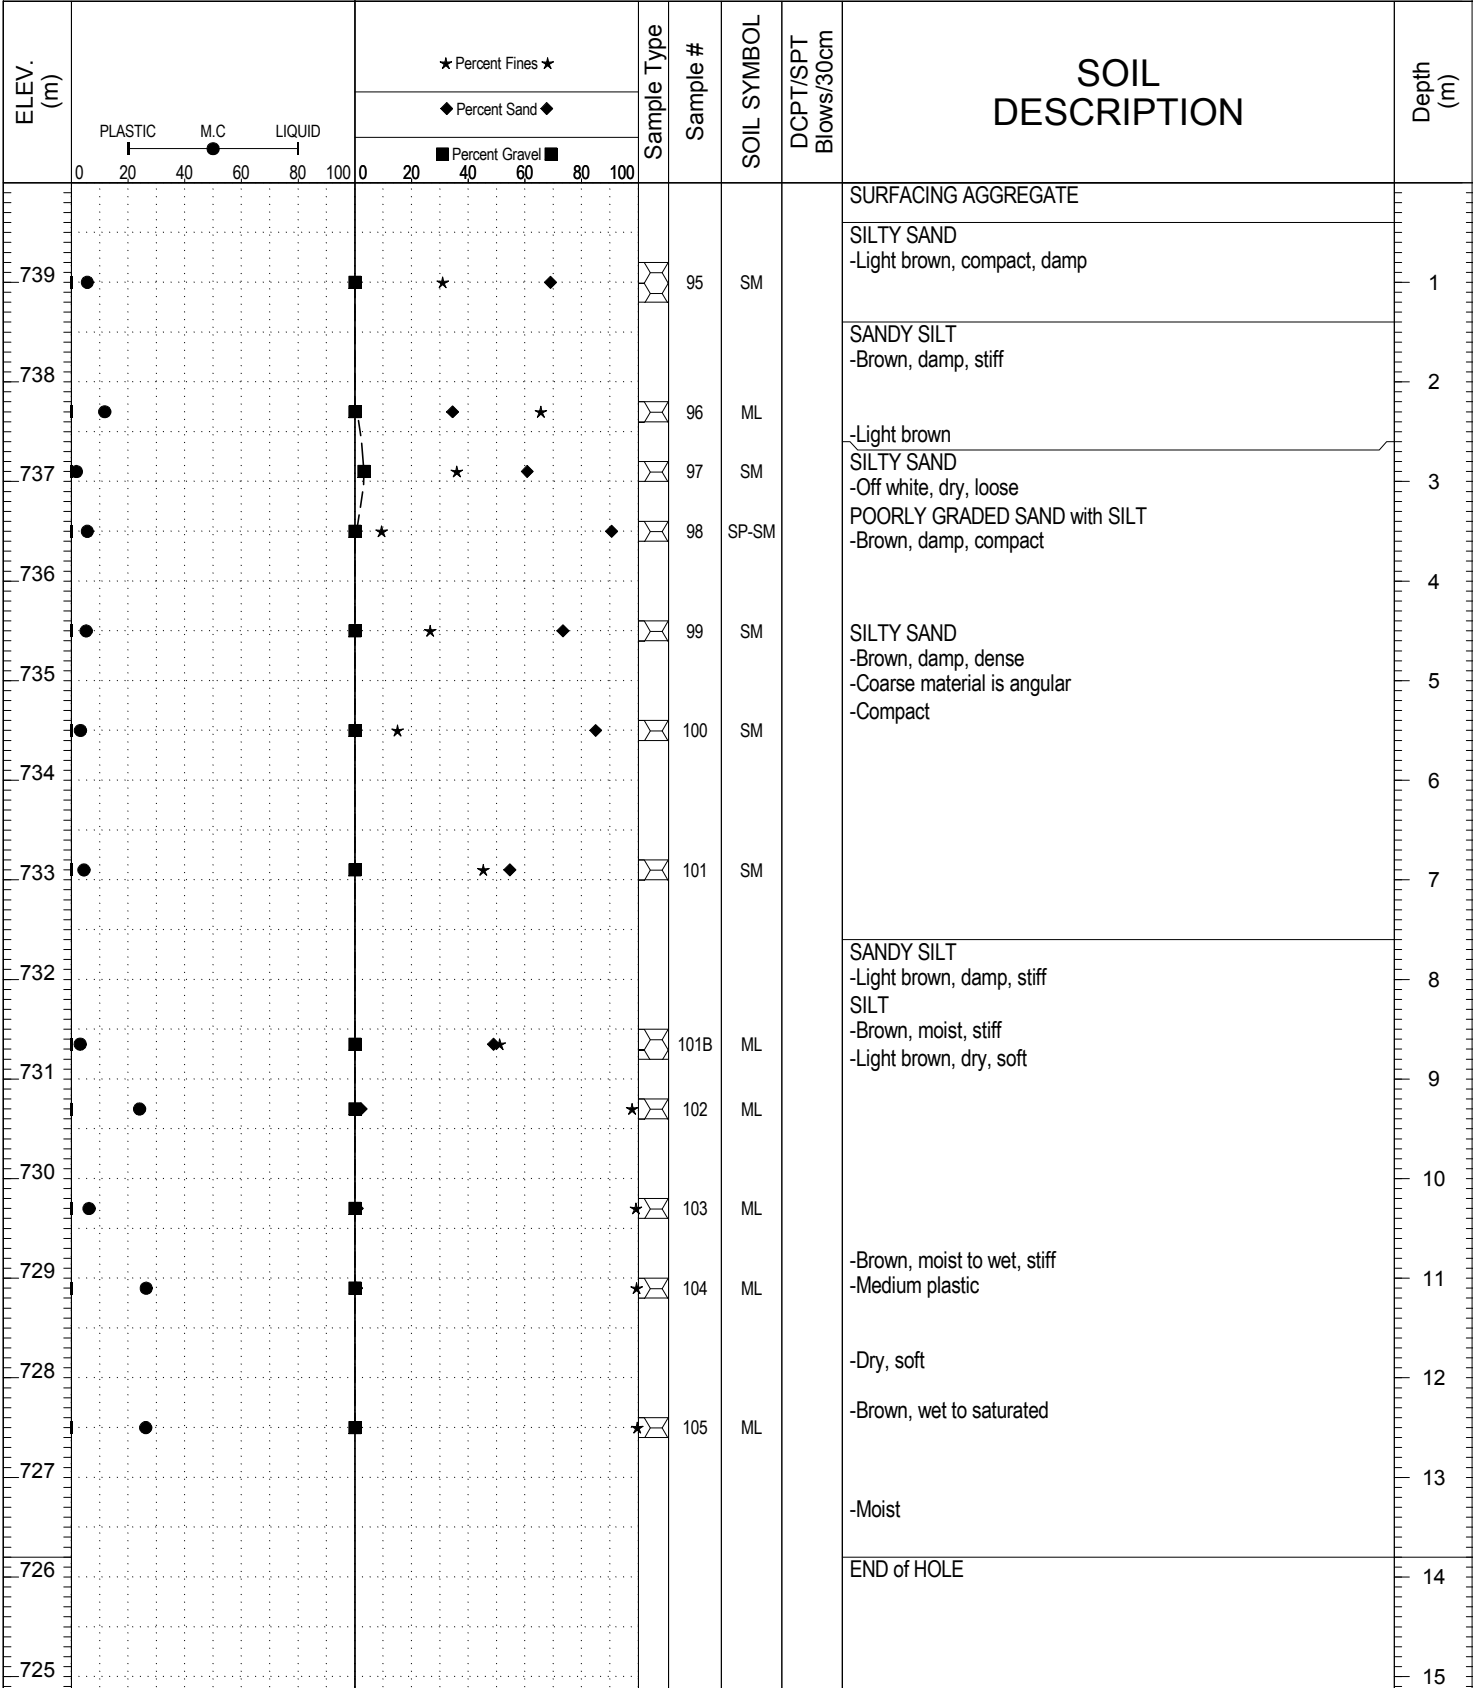 ELEV.
(m)
PLASTIC M.C LIQUID
0 20 40 60 80 100
★ Percent Fines ★
◆ Percent Sand ◆
■ Percent Gravel ■
0 20 40 60 80 100
Sample Type
Sample #
SOIL SYMBOL
DCPT/SPT
Blows/30cm
SOIL
DESCRIPTION
Depth
(m)
SURFACING AGGREGATE
SILTY SAND
-Light brown, compact, damp
739 95 SM 1
SANDY SILT
-Brown, damp, stiff
738 2
96 ML
-Light brown
SILTY SAND
737 97 SM 3
-Off white, dry, loose
POORLY GRADED SAND with SILT
98 SP-SM
-Brown, damp, compact
736 4
99 SM SILTY SAND
-Brown, damp, dense
735 -Coarse material is angular 5
-Compact
100 SM
734 6
733 101 SM 7
SANDY SILT
732 -Light brown, damp, stiff 8
SILT
-Brown, moist, stiff
101B ML
-Light brown, dry, soft
731 9
102 ML
730 10
103 ML
-Brown, moist to wet, stiff
729 11
104 ML -Medium plastic
-Dry, soft
728 12
-Brown, wet to saturated
105 ML
727 13
-Moist
726 END of HOLE 14
725 15